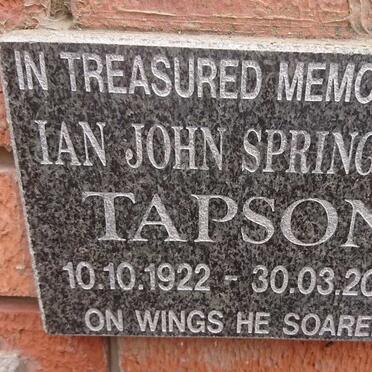 IN TREASURED MEMO
IAN JOHN SPRING
TAPSON
10.10.1922 - 30.03.20
ON WINGS HE SOARE